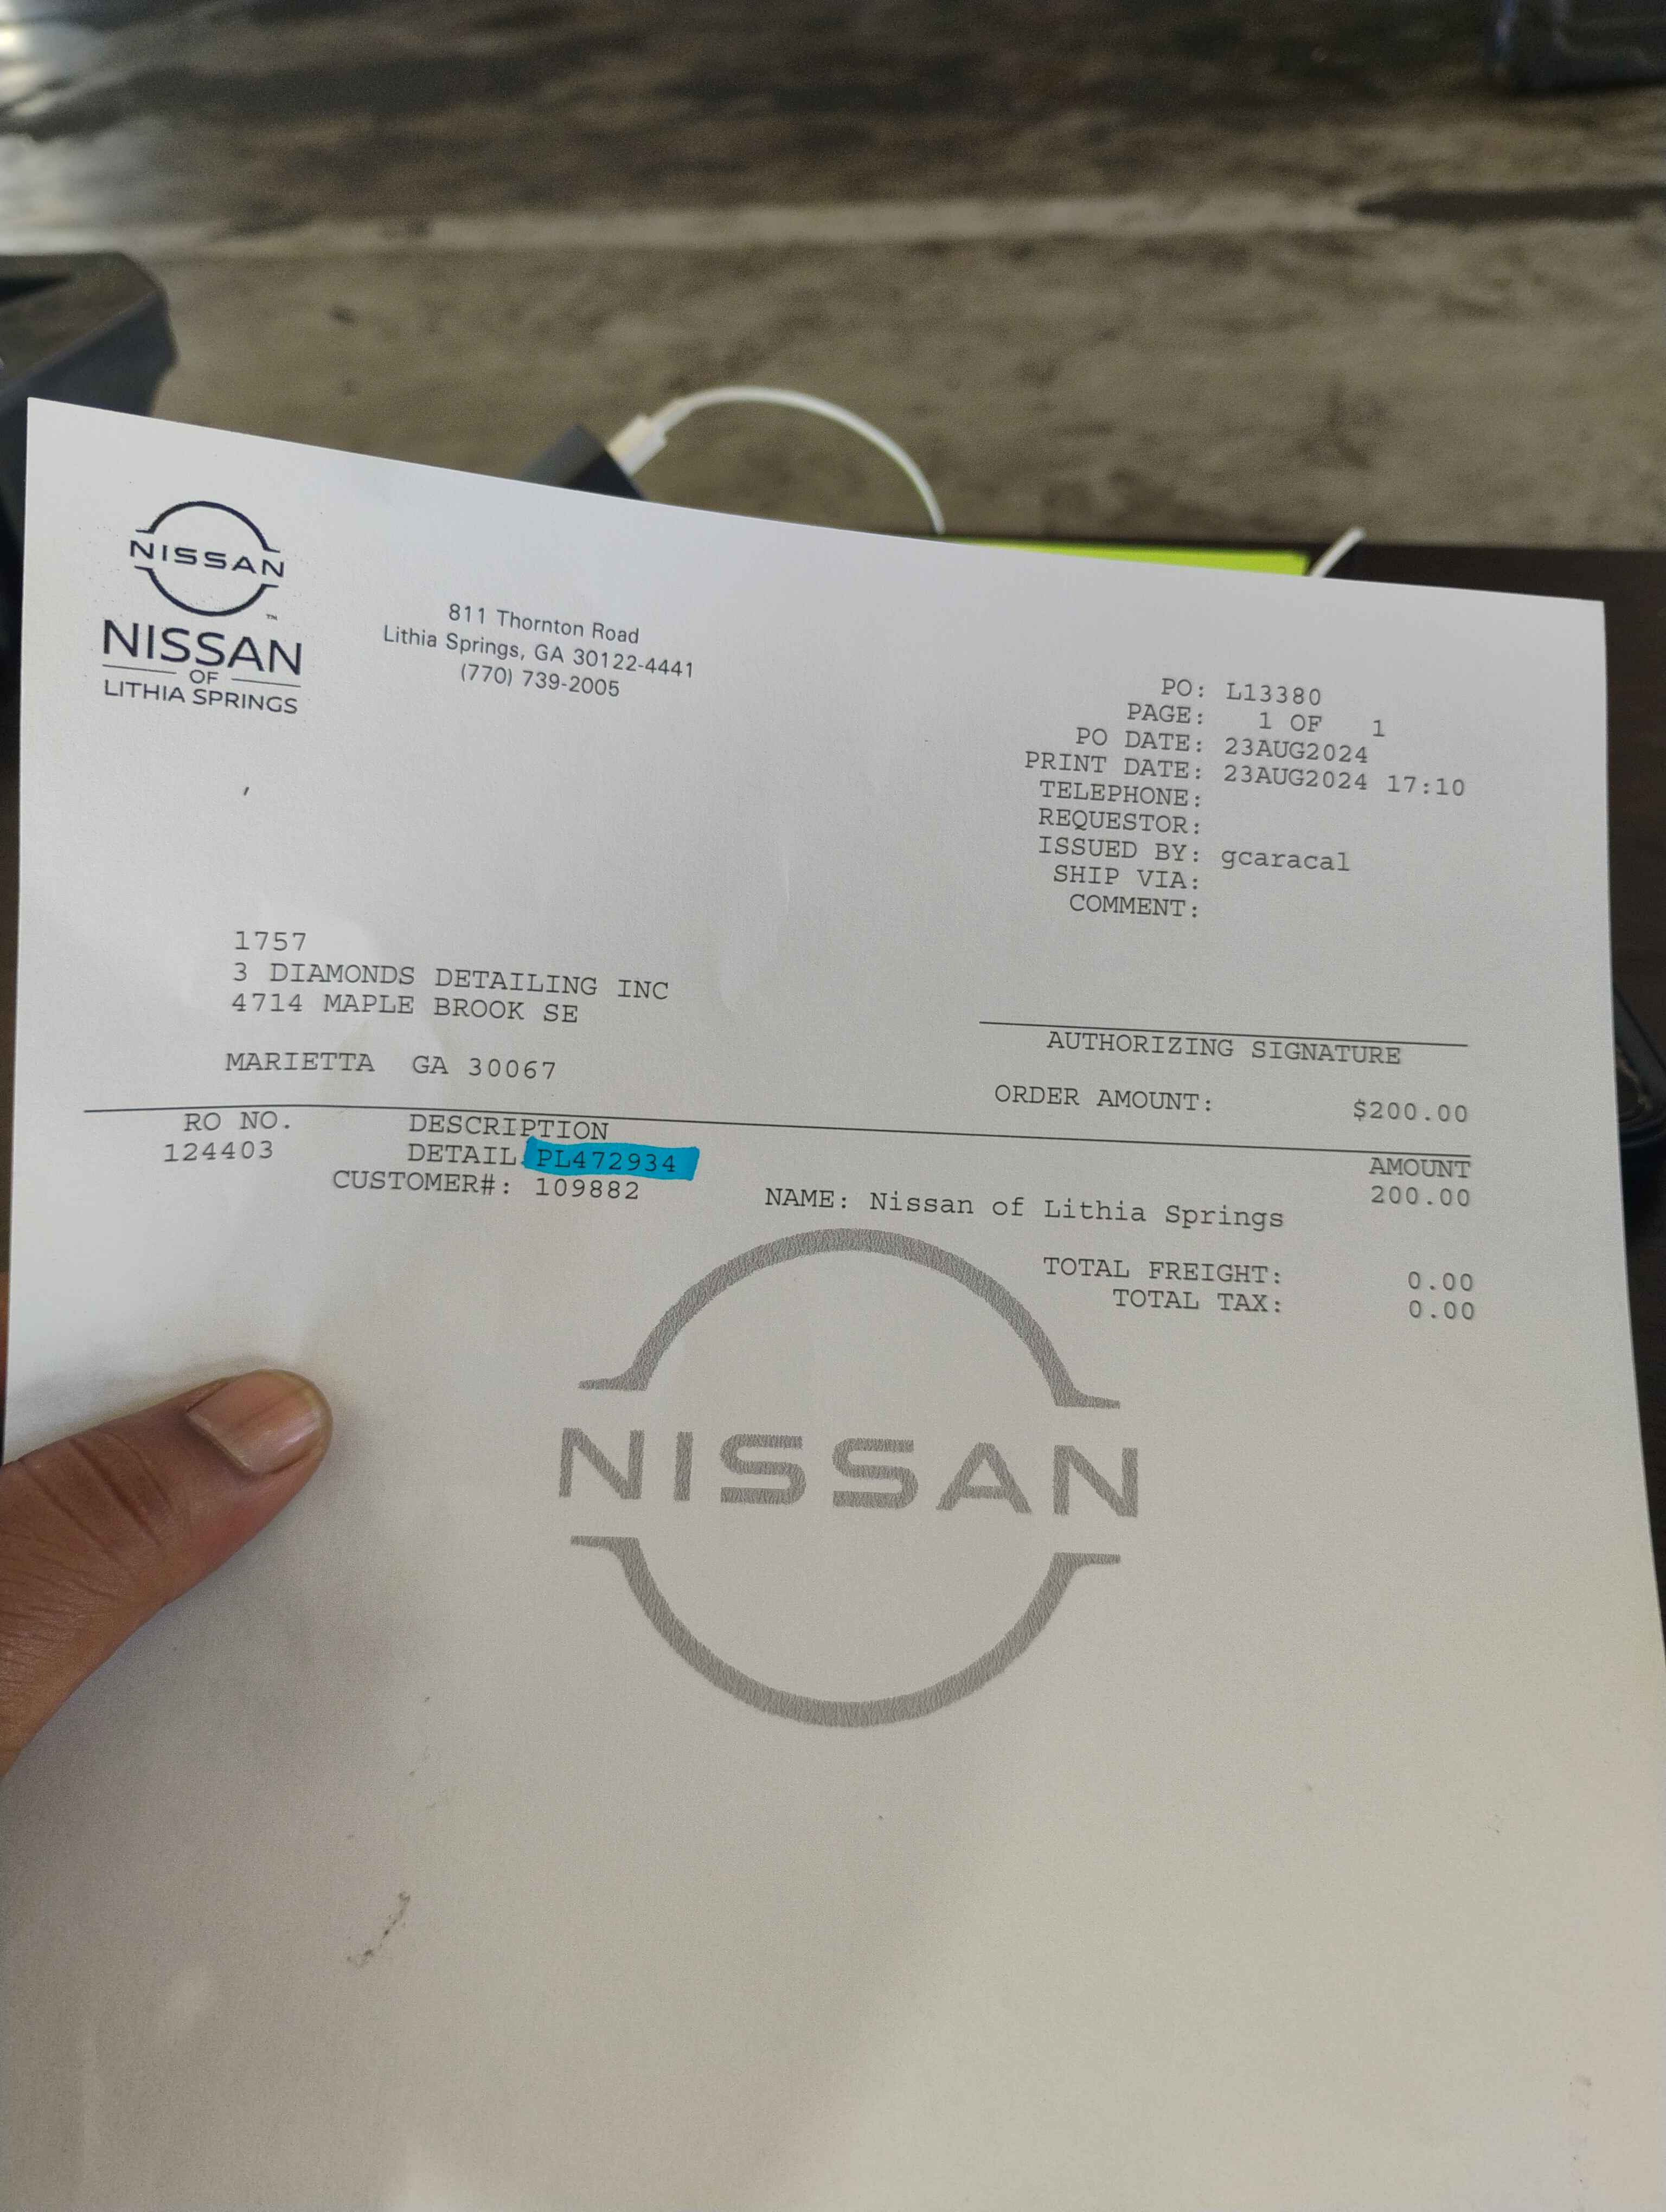 NISSAN
NISSAN
OF
LITHIA SPRINGS
811 Thornton Road
Lithia Springs, GA 30122-4441
(770) 739-2005
PO: L13380
PAGE: 1 OF 1
PO DATE: 23AUG2024
PRINT DATE: 23AUG2024 17:10
TELEPHONE:
REQUESTOR:
ISSUED BY: gcaracal
SHIP VIA:
COMMENT:
1757
3 DIAMONDS DETAILING INC
4714 MAPLE BROOK SE
MARIETTA GA 30067
AUTHORIZING SIGNATURE
ORDER AMOUNT: $200.00
RO NO. DESCRIPTION AMOUNT
124403 DETAIL PL472934 200.00
CUSTOMER#: 109882 NAME: Nissan of Lithia Springs
TOTAL FREIGHT: 0.00
TOTAL TAX: 0.00
NISSAN